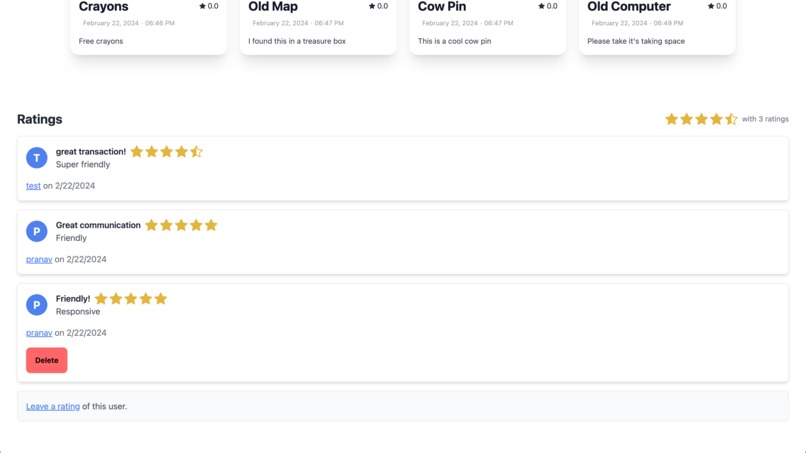 Crayons ★ 0.0
February 22, 2024 · 06:46 PM
Free crayons
Old Map ★ 0.0
February 22, 2024 · 06:47 PM
I found this in a treasure box
Cow Pin ★ 0.0
February 22, 2024 · 06:47 PM
This is a cool cow pin
Old Computer ★ 0.0
February 22, 2024 · 06:49 PM
Please take it's taking space
Ratings
with 3 ratings
T
great transaction!
Super friendly
test on 2/22/2024
P
Great communication
Friendly
pranav on 2/22/2024
P
Friendly!
Responsive
pranav on 2/22/2024
Delete
Leave a rating of this user.